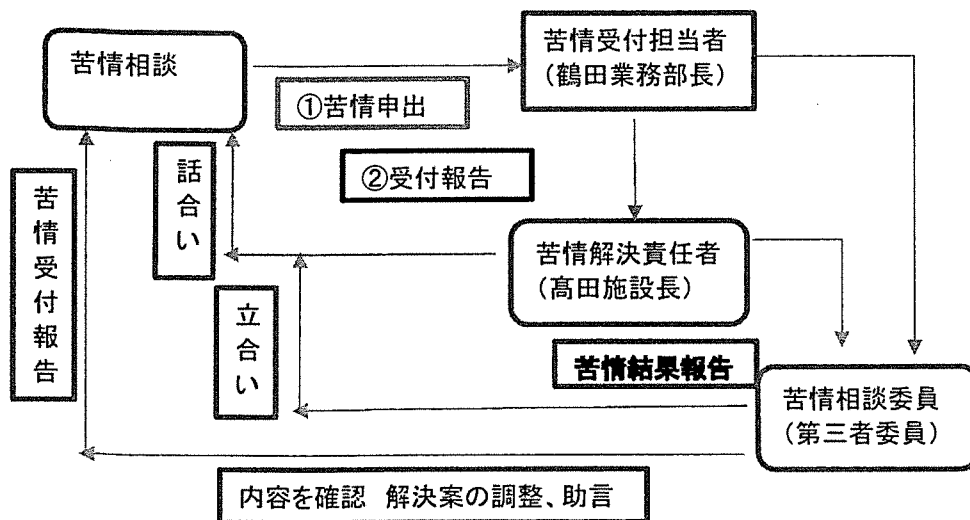 苦情相談
苦情受付担当者
(鶴田業務部長)
①苦情申出
②受付報告
話合い
苦情受付報告
苦情解決責任者
(髙田施設長)
立合い
苦情結果報告
苦情相談委員
(第三者委員)
内容を確認 解決案の調整、助言